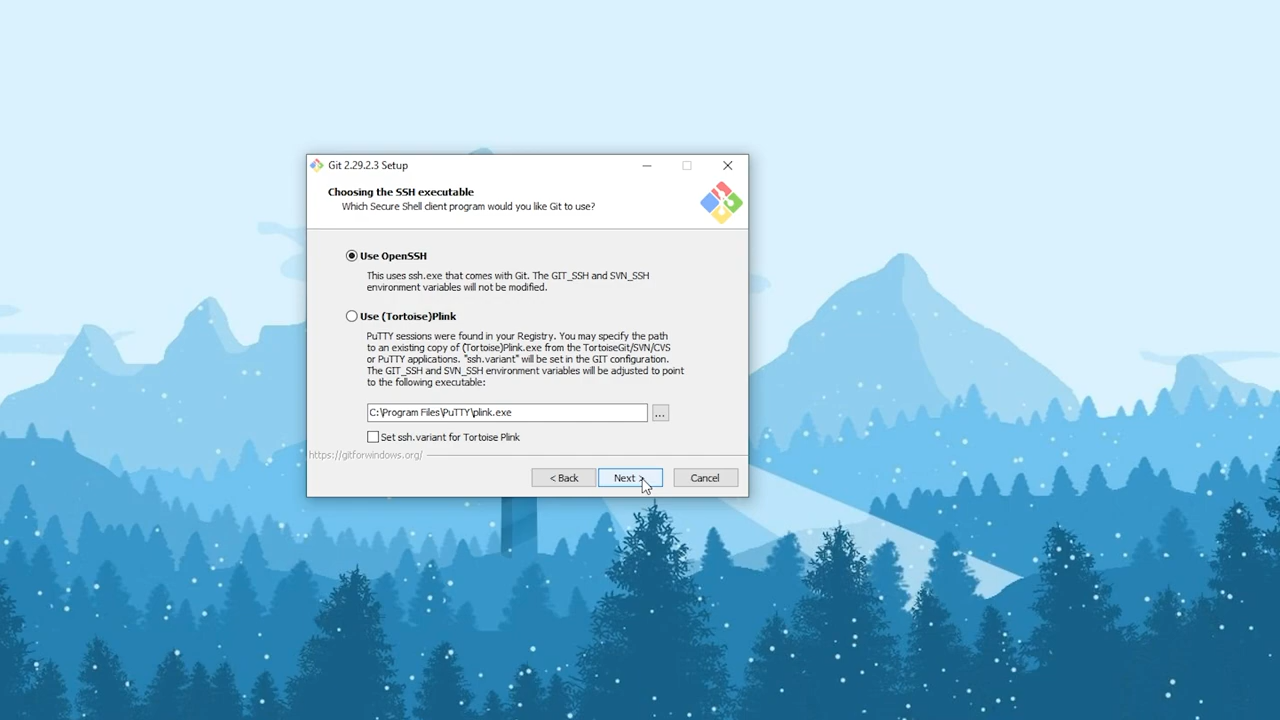 Git 2.29.2.3 Setup
Choosing the SSH executable
Which Secure Shell client program would you like Git to use?
Use OpenSSH
This uses ssh.exe that comes with Git. The GIT_SSH and SVN_SSH
environment variables will not be modified.
Use (Tortoise)Plink
PuTTY sessions were found in your Registry. You may specify the path
to an existing copy of (Tortoise)Plink.exe from the TortoiseGit/SVN/CVS
or PuTTY applications. "ssh.variant" will be set in the GIT configuration.
The GIT_SSH and SVN_SSH environment variables will be adjusted to point
to the following executable:
C:\Program Files\PuTTY\plink.exe
...
Set ssh.variant for Tortoise Plink
https://gitforwindows.org/
< Back
Next >
Cancel